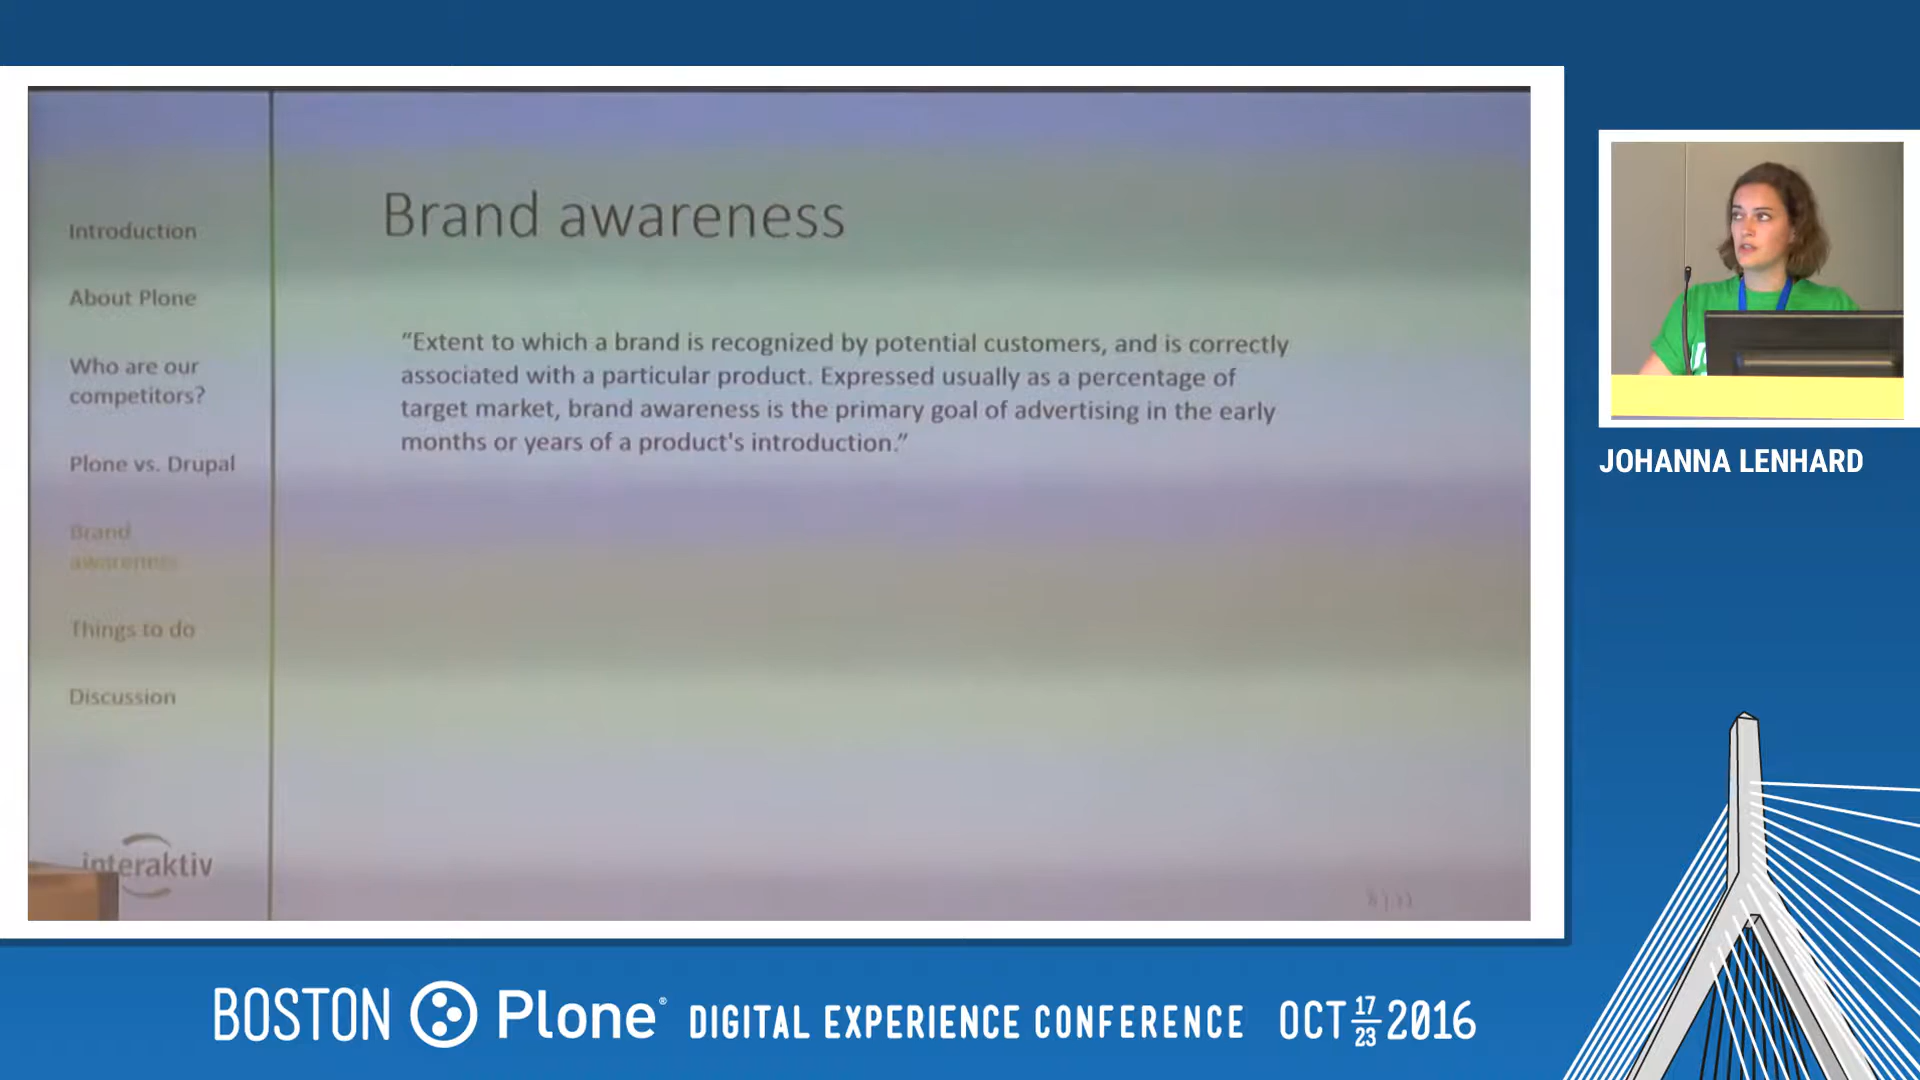 Introduction
About Plone
Who are our
competitors?
Plone vs. Drupal
Brand
awareness
Things to do
Discussion
interaktiv
Brand awareness
“Extent to which a brand is recognized by potential customers, and is correctly
associated with a particular product. Expressed usually as a percentage of
target market, brand awareness is the primary goal of advertising in the early
months or years of a product's introduction.”
JOHANNA LENHARD
BOSTON Plone® DIGITAL EXPERIENCE CONFERENCE OCT 17 23 2016